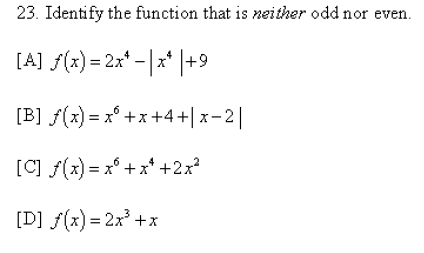 23. Identify the function that is neither odd nor even.
[A] f(x) = 2x⁴ − | x⁴ | + 9
[B] f(x) = x⁶ + x + 4 + | x − 2 |
[C] f(x) = x⁶ + x⁴ + 2x²
[D] f(x) = 2x³ + x